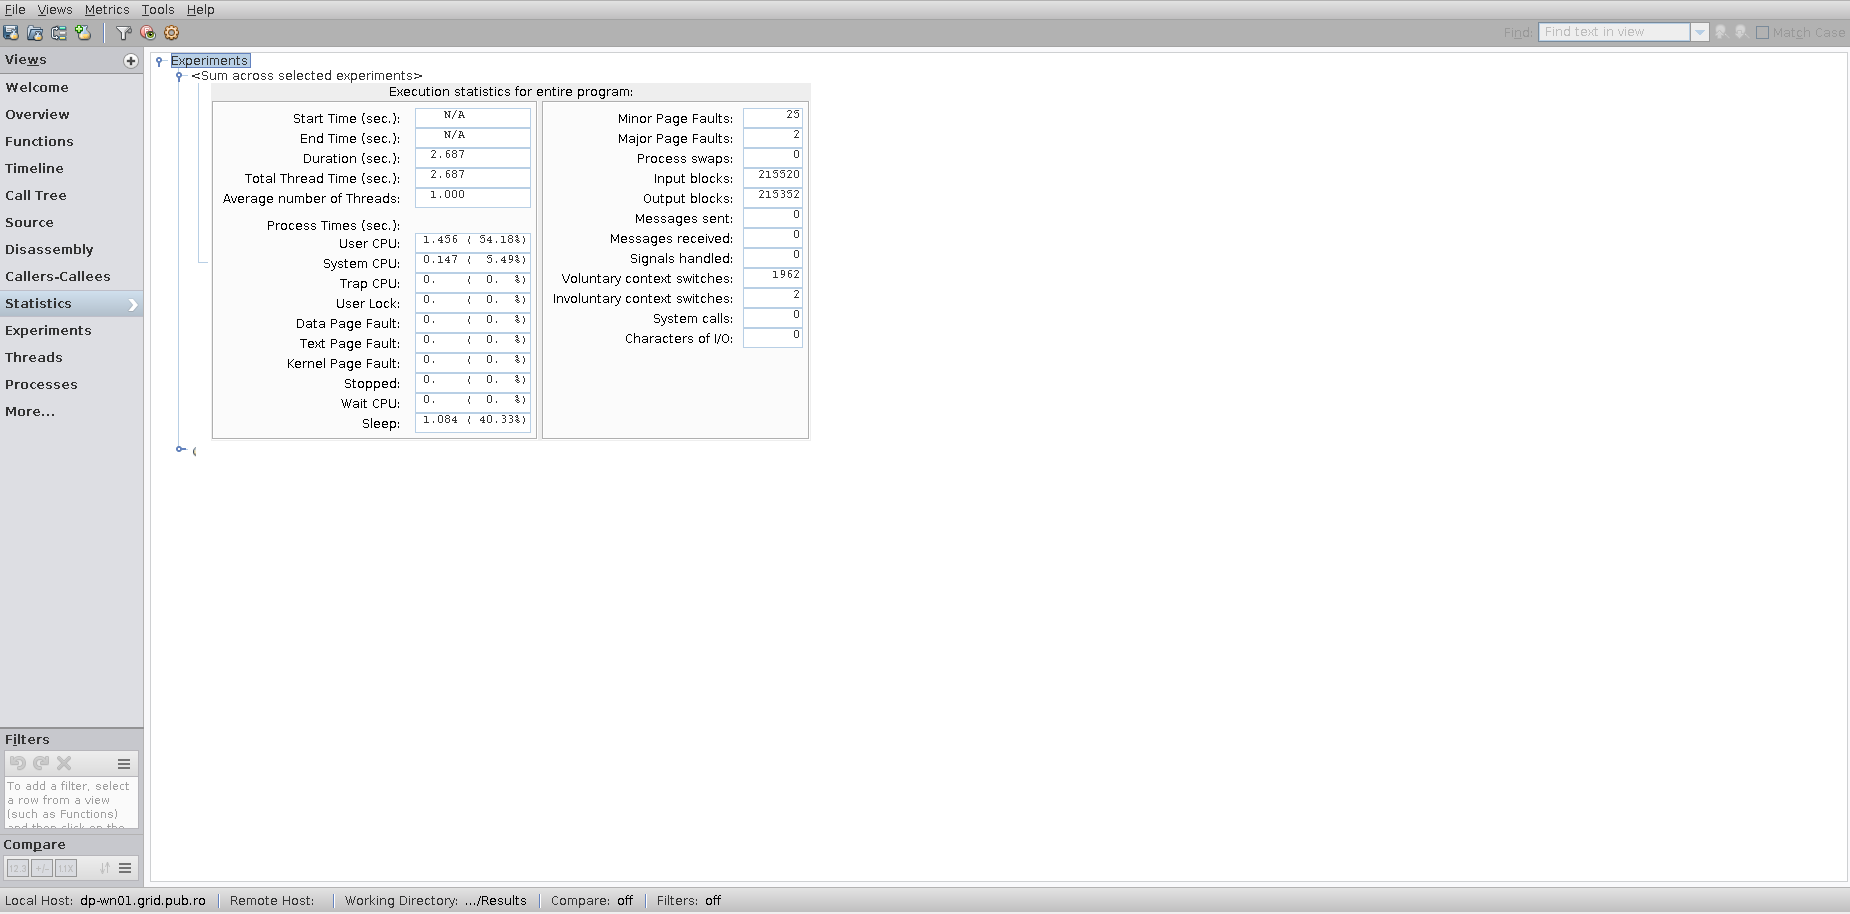 File Views Metrics Tools Help
Find: Find text in view Match Case
Views
Welcome
Overview
Functions
Timeline
Call Tree
Source
Disassembly
Callers-Callees
Statistics
Experiments
Threads
Processes
More...
Filters
To add a filter, select
a row from a view
(such as Functions)
and then click on the
Compare
12.3 +/- 1.1X
Experiments
<Sum across selected experiments>
Execution statistics for entire program:
Start Time (sec.): N/A
End Time (sec.): N/A
Duration (sec.): 2.687
Total Thread Time (sec.): 2.687
Average number of Threads: 1.000
Process Times (sec.):
User CPU: 1.456 ( 54.18%)
System CPU: 0.147 ( 5.49%)
Trap CPU: 0. ( 0. %)
User Lock: 0. ( 0. %)
Data Page Fault: 0. ( 0. %)
Text Page Fault: 0. ( 0. %)
Kernel Page Fault: 0. ( 0. %)
Stopped: 0. ( 0. %)
Wait CPU: 0. ( 0. %)
Sleep: 1.084 ( 40.33%)
Minor Page Faults: 25
Major Page Faults: 2
Process swaps: 0
Input blocks: 215520
Output blocks: 215352
Messages sent: 0
Messages received: 0
Signals handled: 0
Voluntary context switches: 1962
Involuntary context switches: 2
System calls: 0
Characters of I/O: 0
Local Host: dp-wn01.grid.pub.ro Remote Host: Working Directory: .../Results Compare: off Filters: off